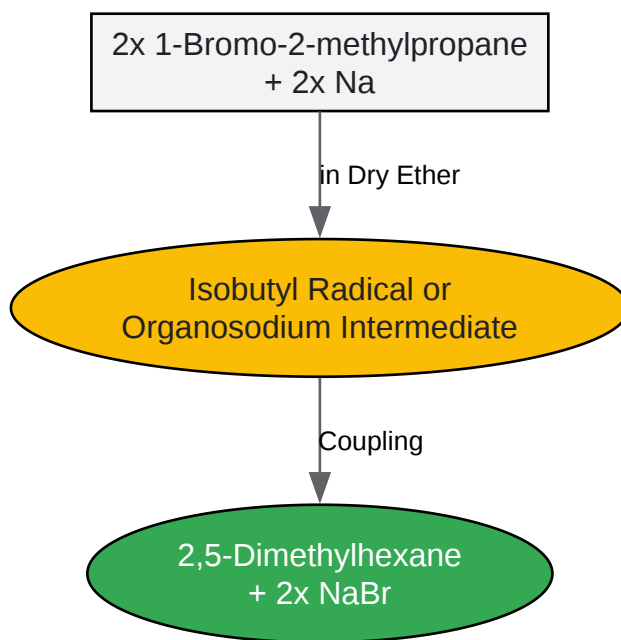 2x 1-Bromo-2-methylpropane
+ 2x Na
in Dry Ether
Isobutyl Radical or
Organosodium Intermediate
Coupling
2,5-Dimethylhexane
+ 2x NaBr